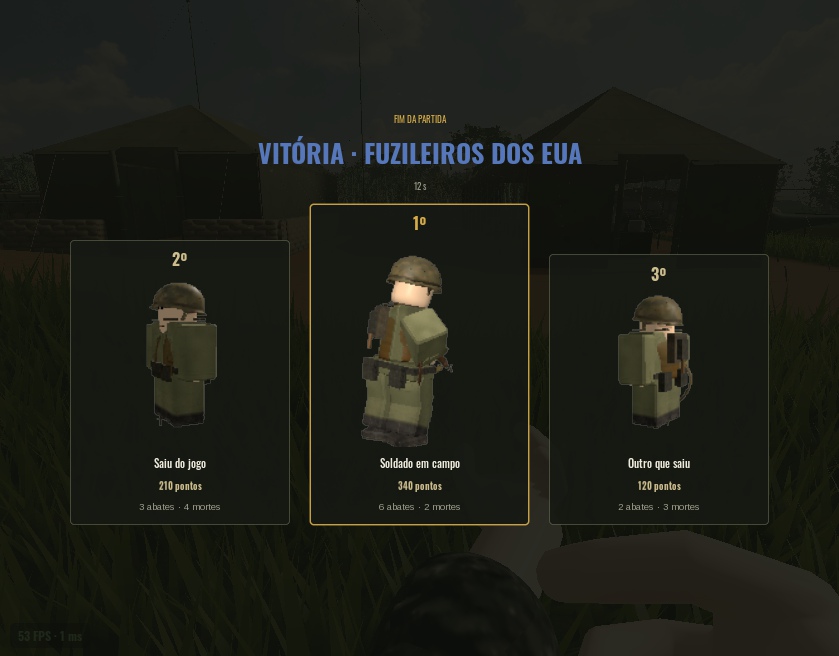 FIM DA PARTIDA
VITÓRIA · FUZILEIROS DOS EUA
12 s
2º
Saiu do jogo
210 pontos
3 abates · 4 mortes
1º
Soldado em campo
340 pontos
6 abates · 2 mortes
3º
Outro que saiu
120 pontos
2 abates · 3 mortes
53 FPS · 1 ms